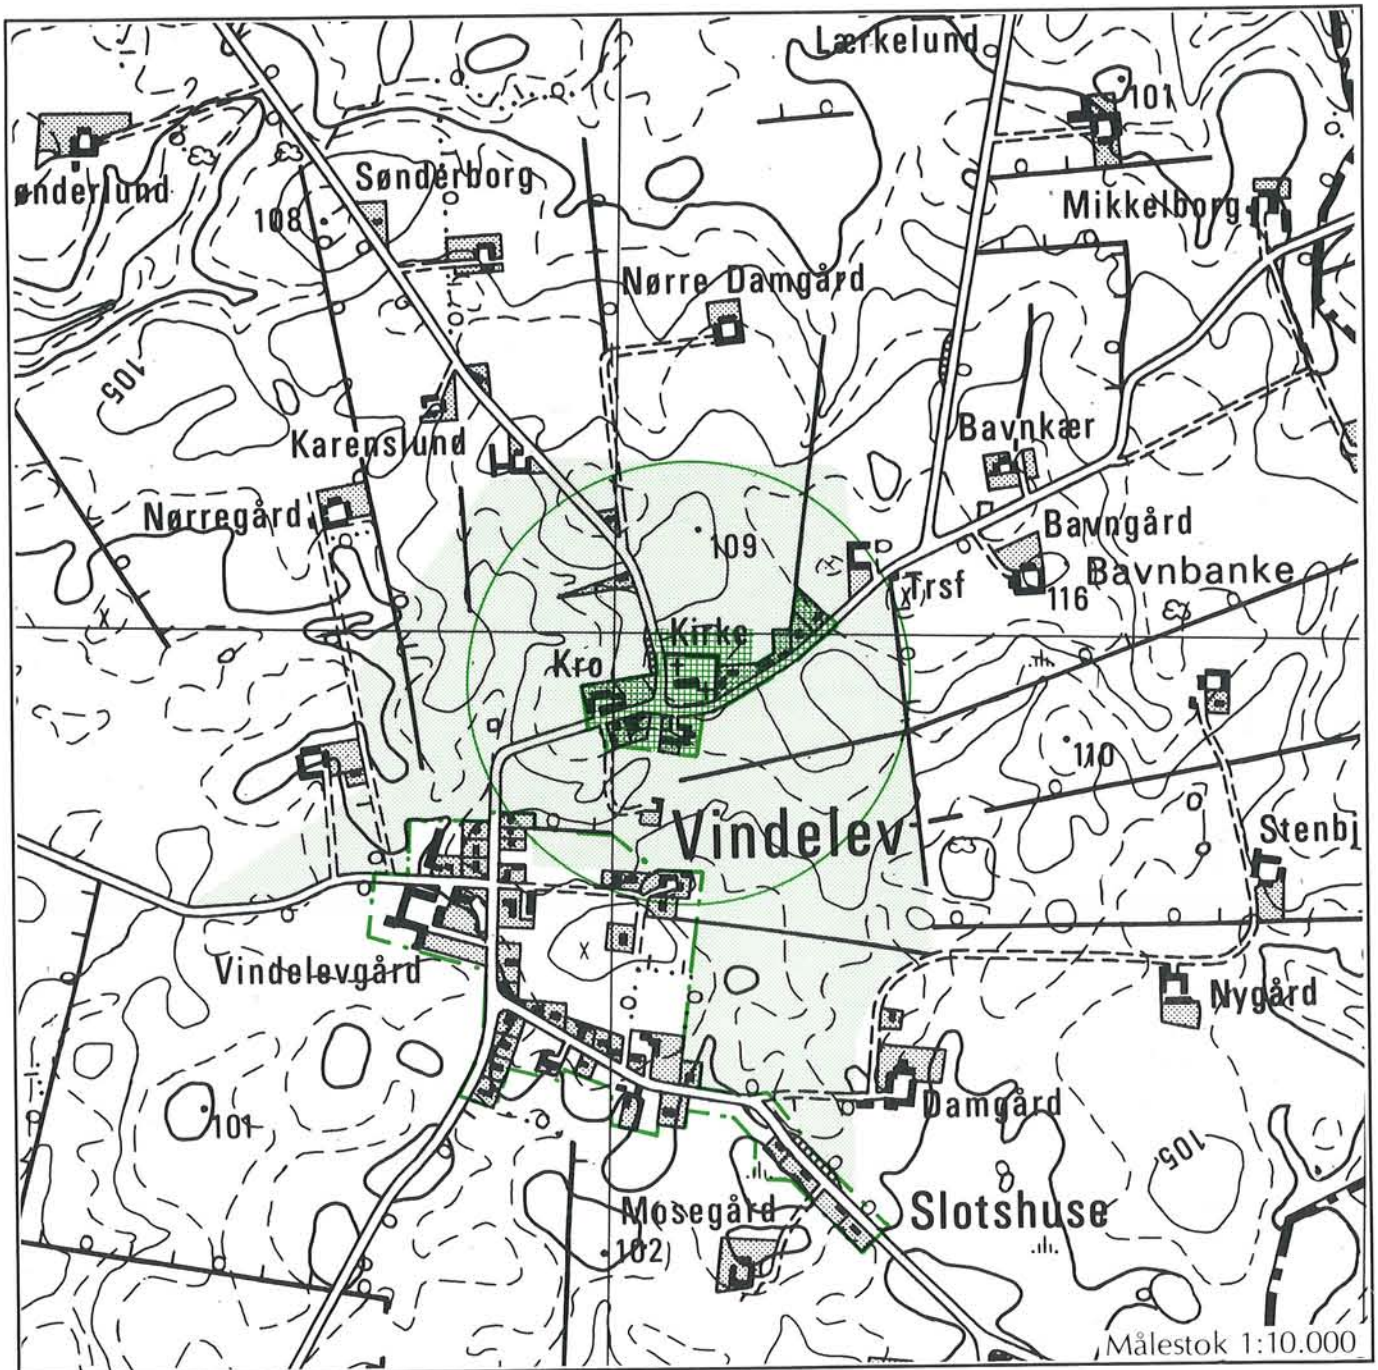 Lærkelund
101
ønderlund
Sønderborg
108
Mikkelborg
Nørre Damgård
105
Karenslund
Bavnkær
Nørregård
109
Bavngård
Trsf
116
Bavnbanke
Kirke
Kro
110
Vindelev
Stenbj
Vindelevgård
Nygård
101
Damgård
105
Mosegård
102
Slotshuse
Målestok 1:10.000